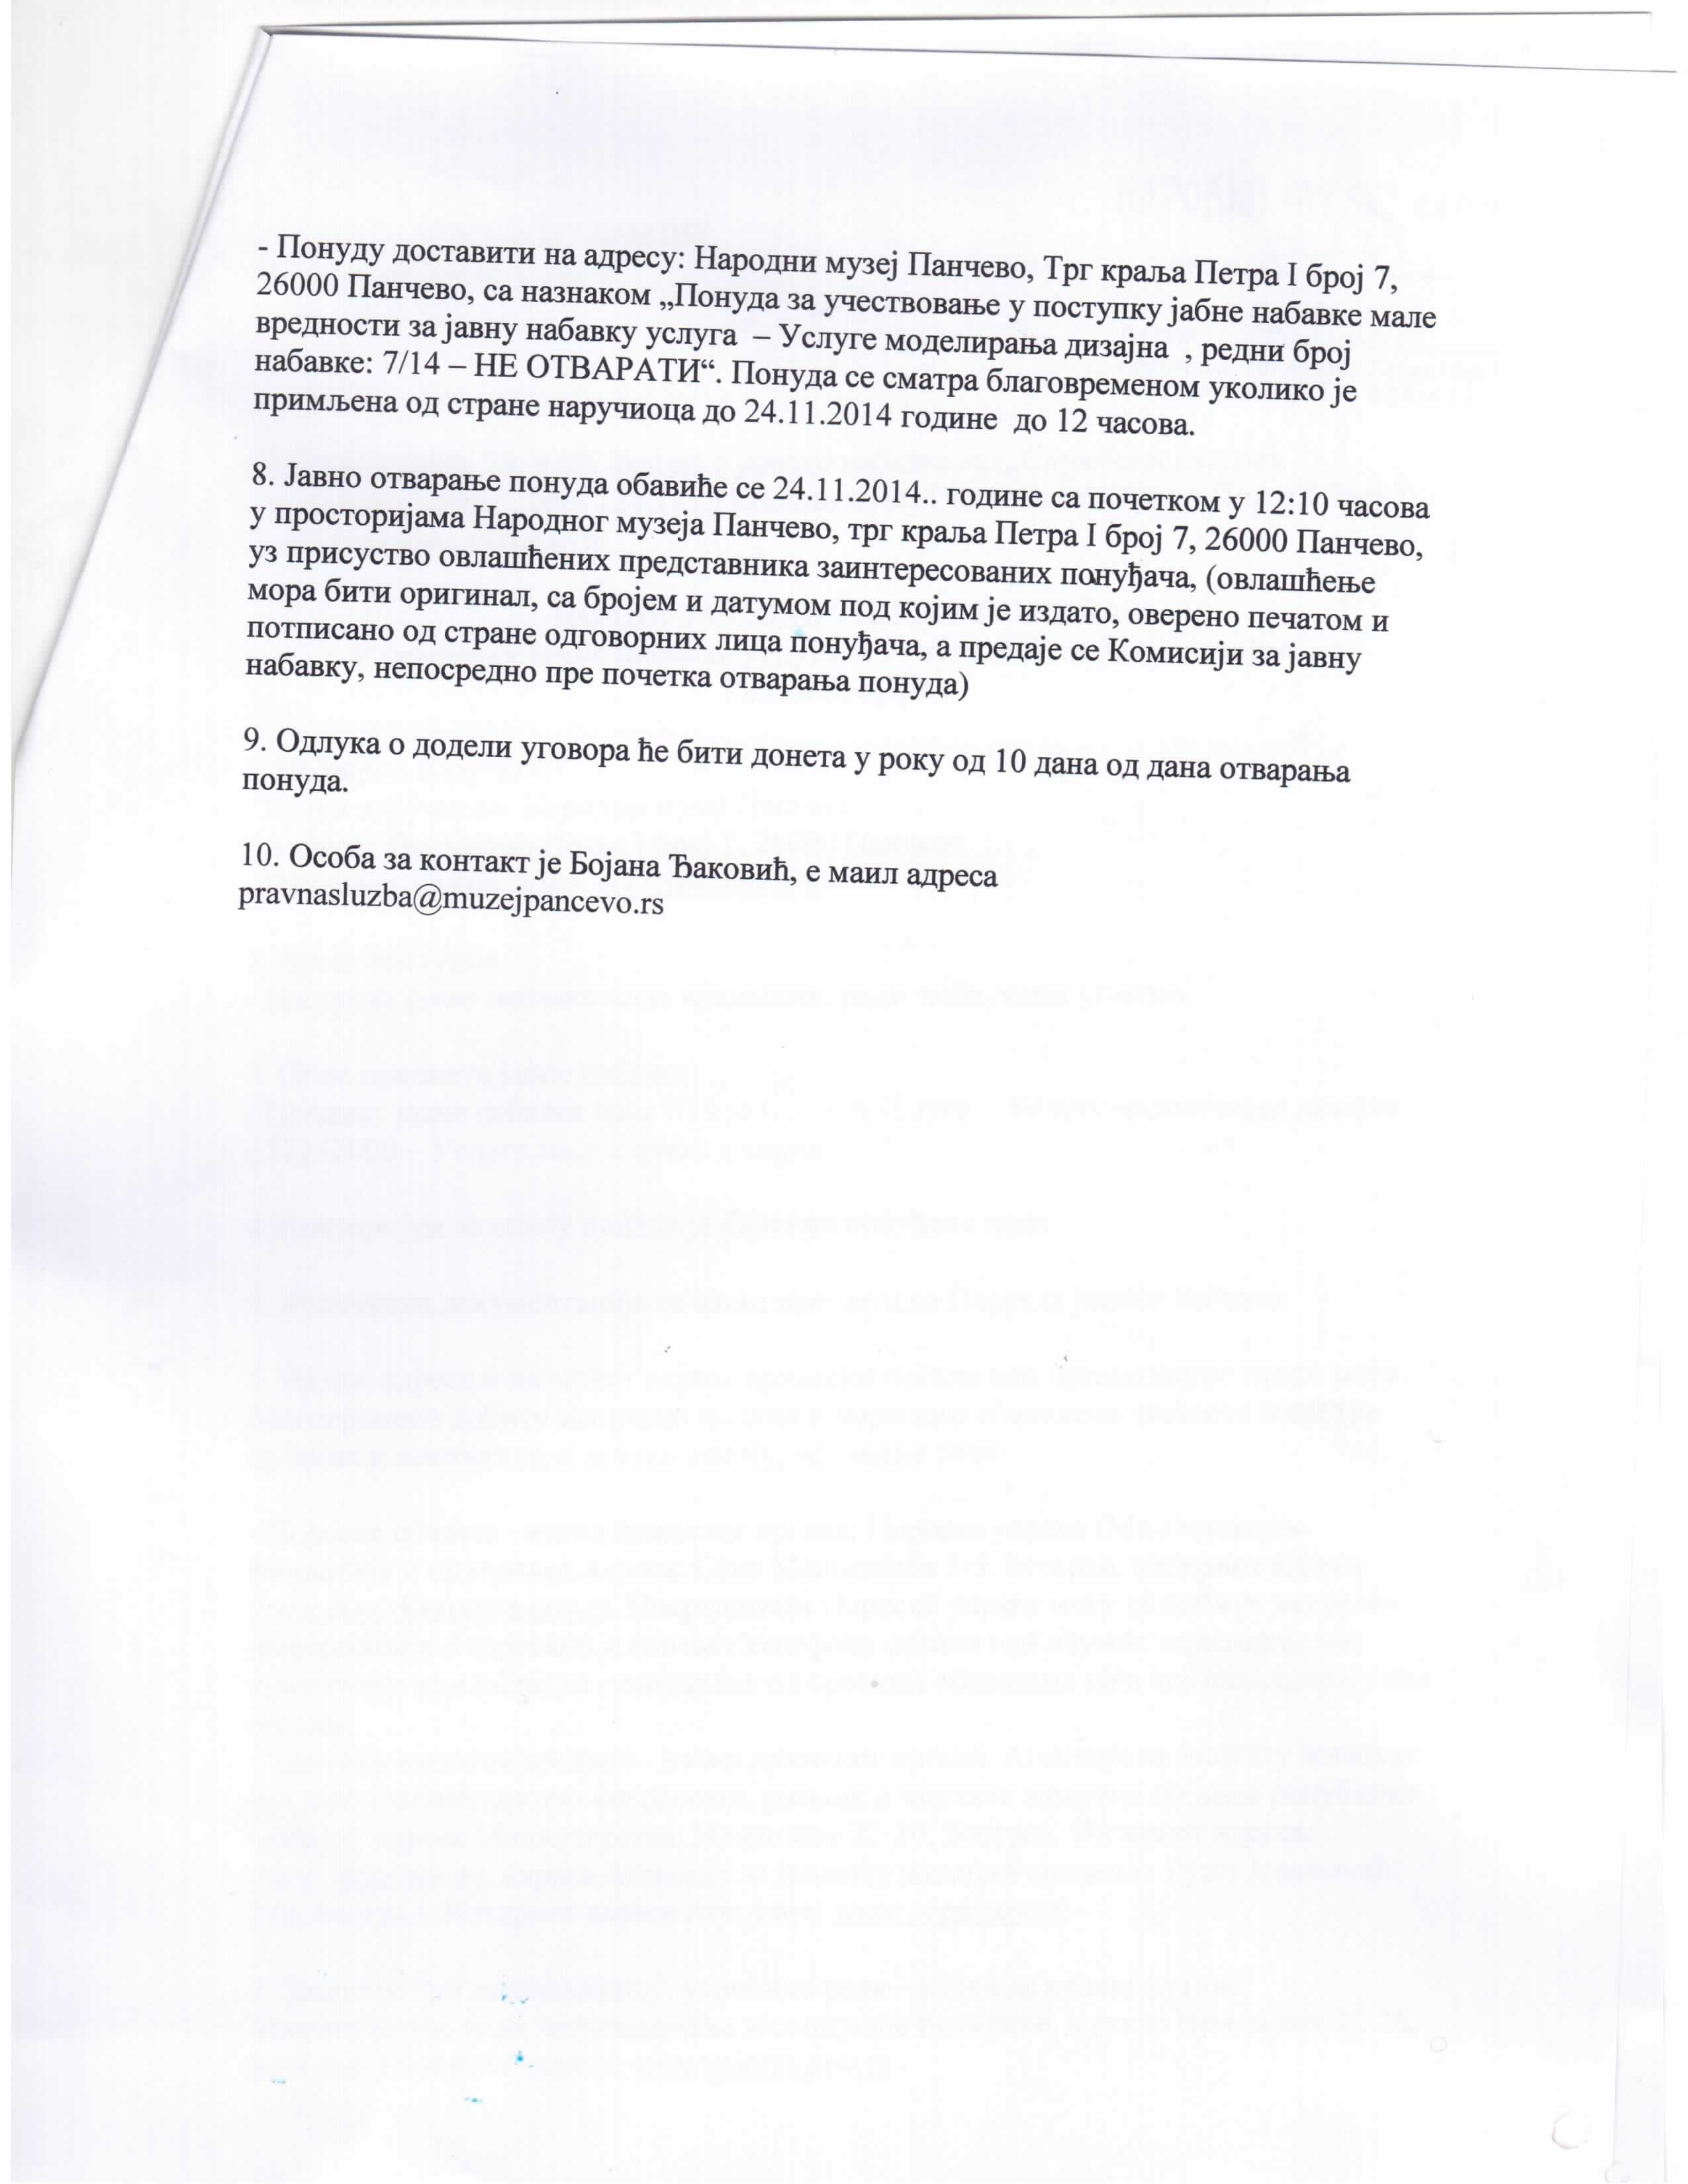 - Понуду доставити на адресу: Народни музеј Панчево, Трг краља Петра I број 7,
26000 Панчево, са назнаком „Понуда за учествовање у поступку јабне набавке мале
вредности за јавну набавку услуга – Услуге моделирања дизајна , редни број
набавке: 7/14 – НЕ ОТВАРАТИ“. Понуда се сматра благовременом уколико је
примљена од стране наручиоца до 24.11.2014 године до 12 часова.
8. Јавно отварање понуда обавиће се 24.11.2014.. године са почетком у 12:10 часова
у просторијама Народног музеја Панчево, трг краља Петра I број 7, 26000 Панчево,
уз присуство овлашћених представника заинтересованих понуђача, (овлашћење
мора бити оригинал, са бројем и датумом под којим је издато, оверено печатом и
потписано од стране одговорних лица понуђача, а предаје се Комисији за јавну
набавку, непосредно пре почетка отварања понуда)
9. Одлука о додели уговора ће бити донета у року од 10 дана од дана отварања
понуда.
10. Особа за контакт је Бојана Ђаковић, е маил адреса
pravnasluzba@muzejpancevo.rs